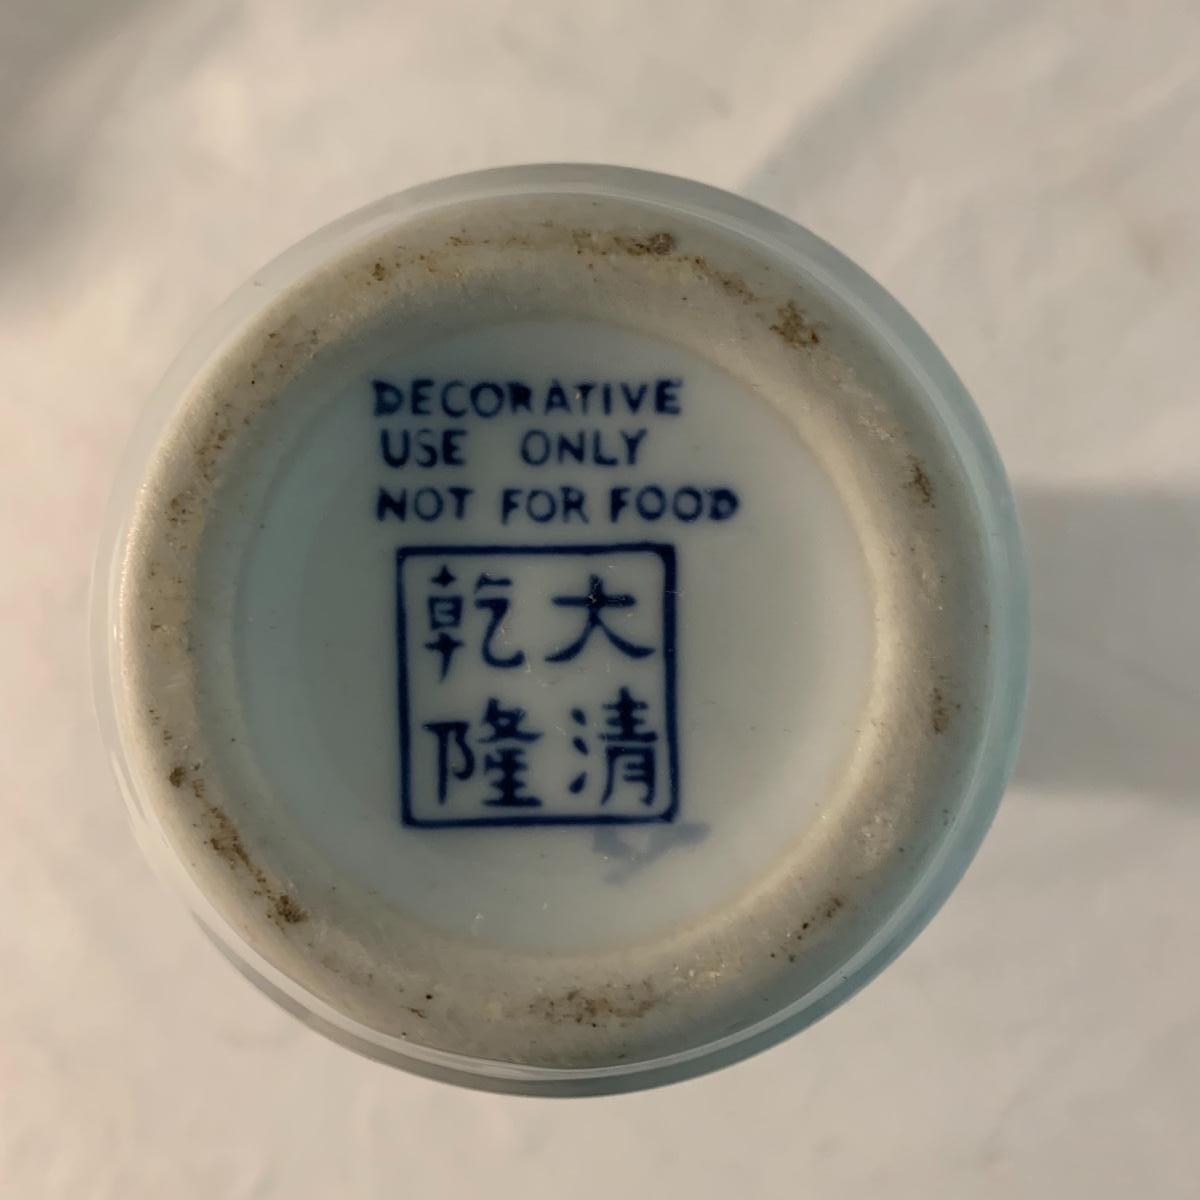 DECORATIVE
USE ONLY
NOT FOR FOOD
大清
乾隆